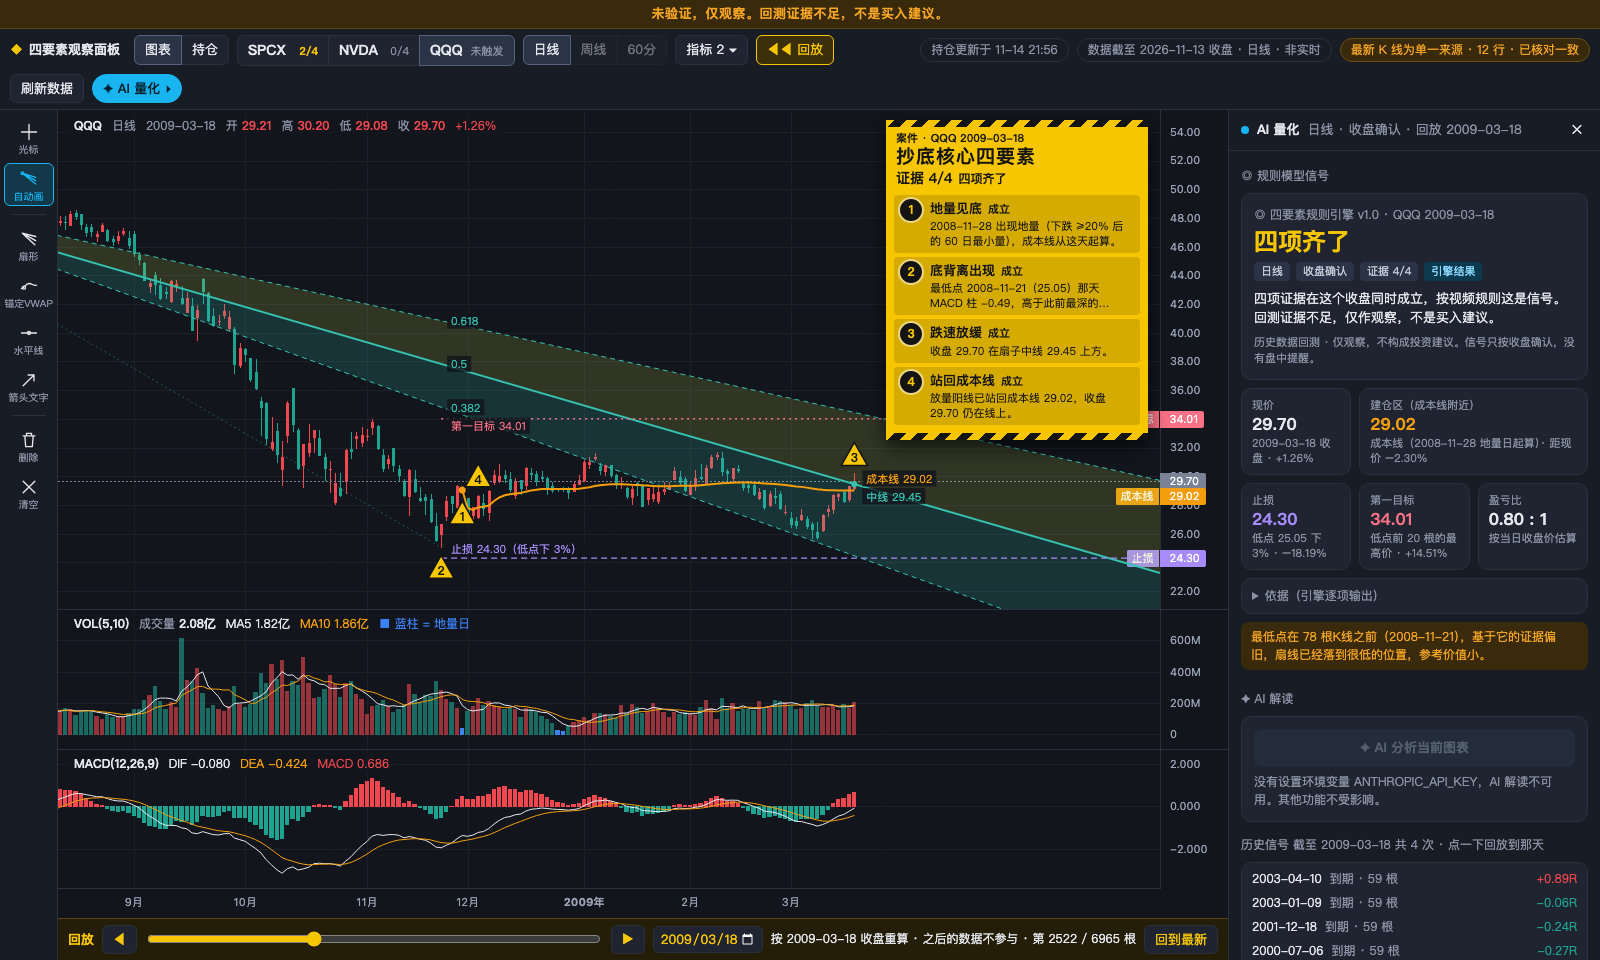 未验证，仅观察。回测证据不足，不是买入建议。
四要素观察面板
图表 持仓
SPCX 2/4 NVDA 0/4 QQQ 未触发
日线 周线 60分
指标 2
回放
持仓更新于 11-14 21:56
数据截至 2026-11-13 收盘 · 日线 · 非实时
最新 K 线为单一来源 · 12 行 · 已核对一致
刷新数据
AI 量化
光标
自动画
扇形
锚定VWAP
水平线
箭头文字
删除
清空
QQQ 日线 2009-03-18 开 29.21 高 30.20 低 29.08 收 29.70 +1.26%
案件 · QQQ 2009-03-18
抄底核心四要素
证据 4/4 四项齐了
1 地量见底 成立
2008-11-28 出现地量（下跌 ≥20% 后
的 60 日最小量），成本线从这天起算。
2 底背离出现 成立
最低点 2008-11-21（25.05）那天
MACD 柱 -0.49，高于此前最深的…
3 跌速放缓 成立
收盘 29.70 在扇子中线 29.45 上方。
4 站回成本线 成立
放量阳线已站回成本线 29.02，收盘
29.70 仍在线上。
0.618
0.5
0.382
第一目标 34.01
3
4
1
2
成本线 29.02
中线 29.45
止损 24.30（低点下 3%）
54.00
52.00
50.00
48.00
46.00
44.00
42.00
40.00
38.00
36.00
34.01
32.00
29.70
成本线 29.02
28.00
26.00
止损 24.30
22.00
VOL(5,10) 成交量 2.08亿 MA5 1.82亿 MA10 1.86亿 蓝柱 = 地量日
600M
400M
200M
0
MACD(12,26,9) DIF -0.080 DEA -0.424 MACD 0.686
2.000
0.000
-2.000
9月 10月 11月 12月 2009年 2月 3月
回放
2009/03/18
按 2009-03-18 收盘重算 · 之后的数据不参与 · 第 2522 / 6965 根
回到最新
AI 量化 日线 · 收盘确认 · 回放 2009-03-18
规则模型信号
四要素规则引擎 v1.0 · QQQ 2009-03-18
四项齐了
日线 收盘确认 证据 4/4 引擎结果
四项证据在这个收盘同时成立，按视频规则这是信号。
回测证据不足，仅作观察，不是买入建议。
历史数据回测 · 仅观察，不构成投资建议。信号只按收盘确认，没
有盘中提醒。
现价
29.70
2009-03-18 收
盘 · +1.26%
建仓区（成本线附近）
29.02
成本线（2008-11-28 地量日起算）· 距现
价 -2.30%
止损
24.30
低点 25.05 下
3% · -18.19%
第一目标
34.01
低点前 20 根的最
高价 · +14.51%
盈亏比
0.80 : 1
按当日收盘价估算
依据（引擎逐项输出）
最低点在 78 根K线之前（2008-11-21），基于它的证据偏
旧，扇线已经落到很低的位置，参考价值小。
AI 解读
AI 分析当前图表
没有设置环境变量 ANTHROPIC_API_KEY，AI 解读不可
用。其他功能不受影响。
历史信号 截至 2009-03-18 共 4 次 · 点一下回放到那天
2003-04-10 到期 · 59 根 +0.89R
2003-01-09 到期 · 59 根 -0.06R
2001-12-18 到期 · 59 根 -0.24R
2000-07-06 到期 · 59 根 -0.27R